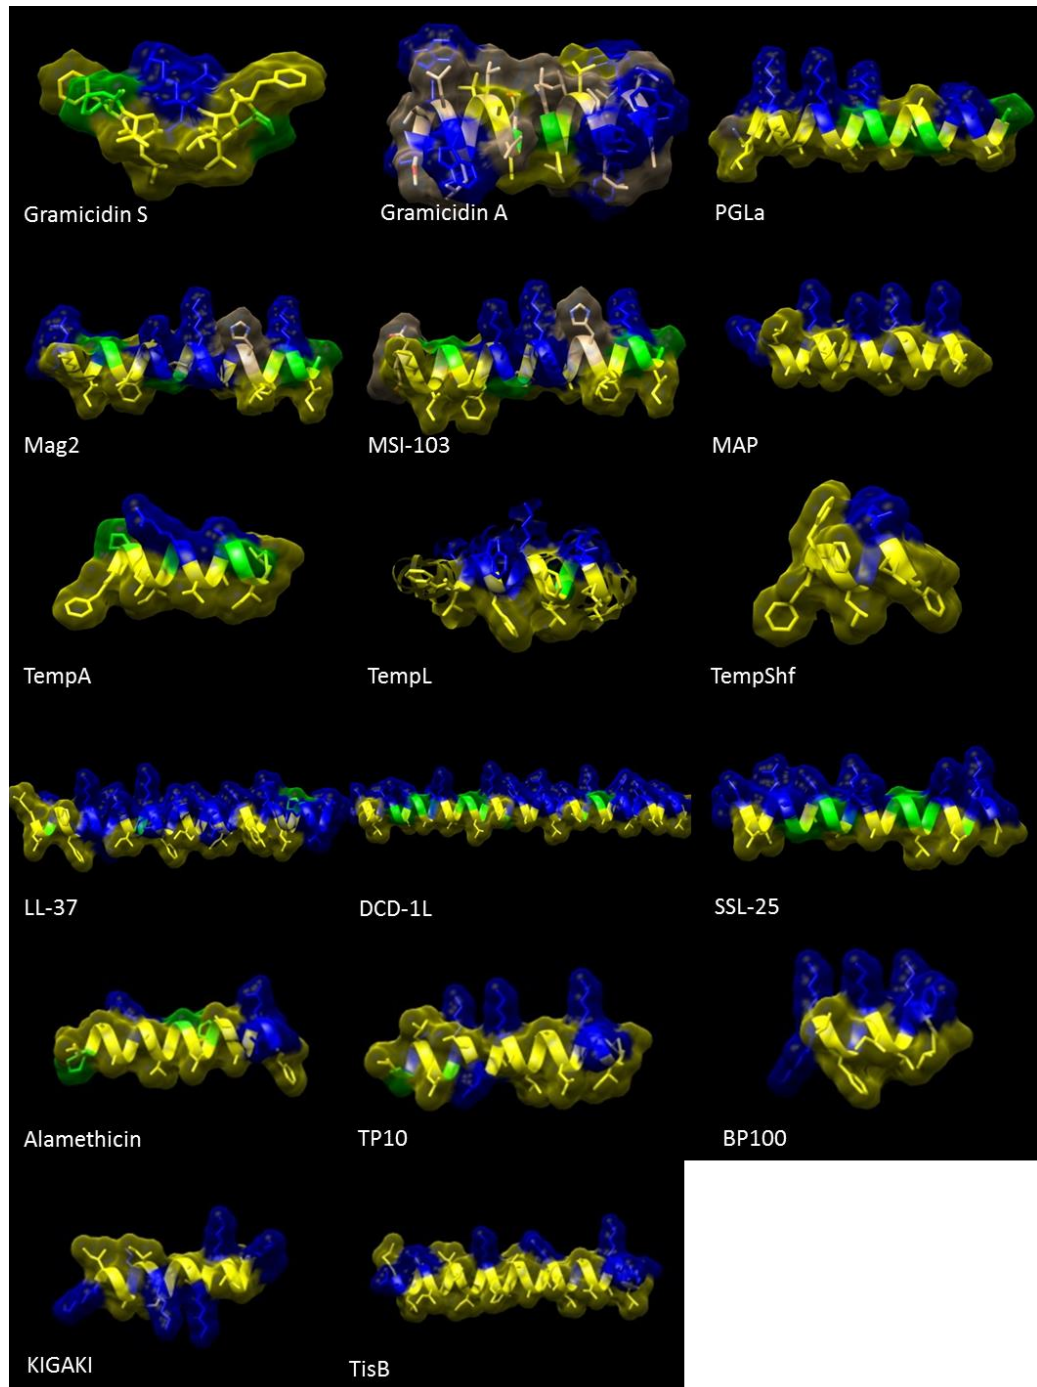 Gramicidin S
Gramicidin A
PGLa
Mag2
MSI-103
MAP
TempA
TempL
TempShf
LL-37
DCD-1L
SSL-25
Alamethicin
TP10
BP100
KIGAKI
TisB